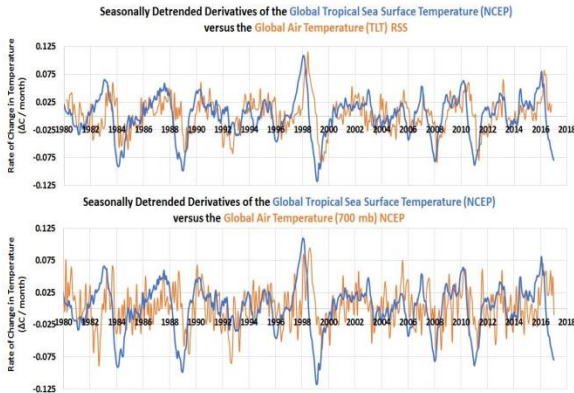 Seasonally Detrended Derivatives of the Global Tropical Sea Surface Temperature (NCEP)
versus the Global Air Temperature (TLT) RSS
Rate of Change in Temperature
(ΔC / month)
0.125
0.075
0.025
-0.025
-0.075
-0.125
1980 1982 1984 1986 1988 1990 1992 1994 1996 1998 2000 2002 2004 2006 2008 2010 2012 2014 2016 2018
Seasonally Detrended Derivatives of the Global Tropical Sea Surface Temperature (NCEP)
versus the Global Air Temperature (700 mb) NCEP
Rate of Change in Temperature
(ΔC / month)
0.125
0.075
0.025
-0.025
-0.075
-0.125
1980 1982 1984 1986 1988 1990 1992 1994 1996 1998 2000 2002 2004 2006 2008 2010 2012 2014 2016 2018